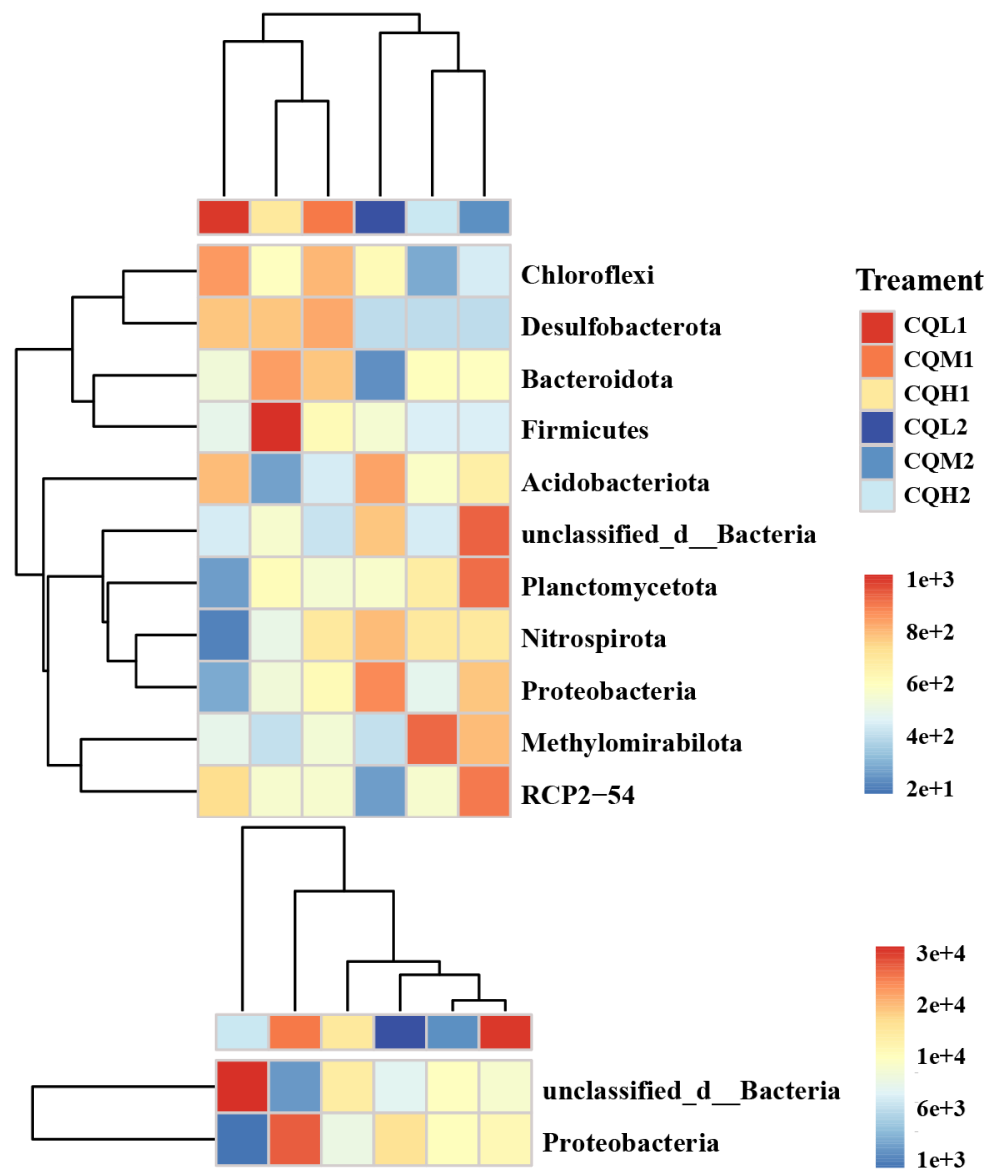 Chloroflexi
Desulfobacterota
Bacteroidota
Firmicutes
Acidobacteriota
unclassified_d__Bacteria
Planctomycetota
Nitrospirota
Proteobacteria
Methylomirabilota
RCP2−54
Treament
CQL1
CQM1
CQH1
CQL2
CQM2
CQH2
1e+3
8e+2
6e+2
4e+2
2e+1
unclassified_d__Bacteria
Proteobacteria
3e+4
2e+4
1e+4
6e+3
1e+3